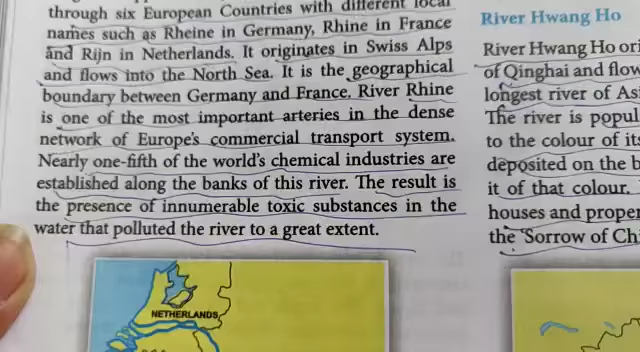 through six European Countries with different local
names such as Rheine in Germany, Rhine in France
and Rijn in Netherlands. It originates in Swiss Alps
and flows into the North Sea. It is the geographical
boundary between Germany and France. River Rhine
is one of the most important arteries in the dense
network of Europe's commercial transport system.
Nearly one-fifth of the world's chemical industries are
established along the banks of this river. The result is
the presence of innumerable toxic substances in the
water that polluted the river to a great extent.
NETHERLANDS
River Hwang Ho
River Hwang Ho ori
of Qinghai and flow
longest river of As
The river is popul
to the colour of its
deposited on the b
it of that colour.
houses and proper
the 'Sorrow of Ch